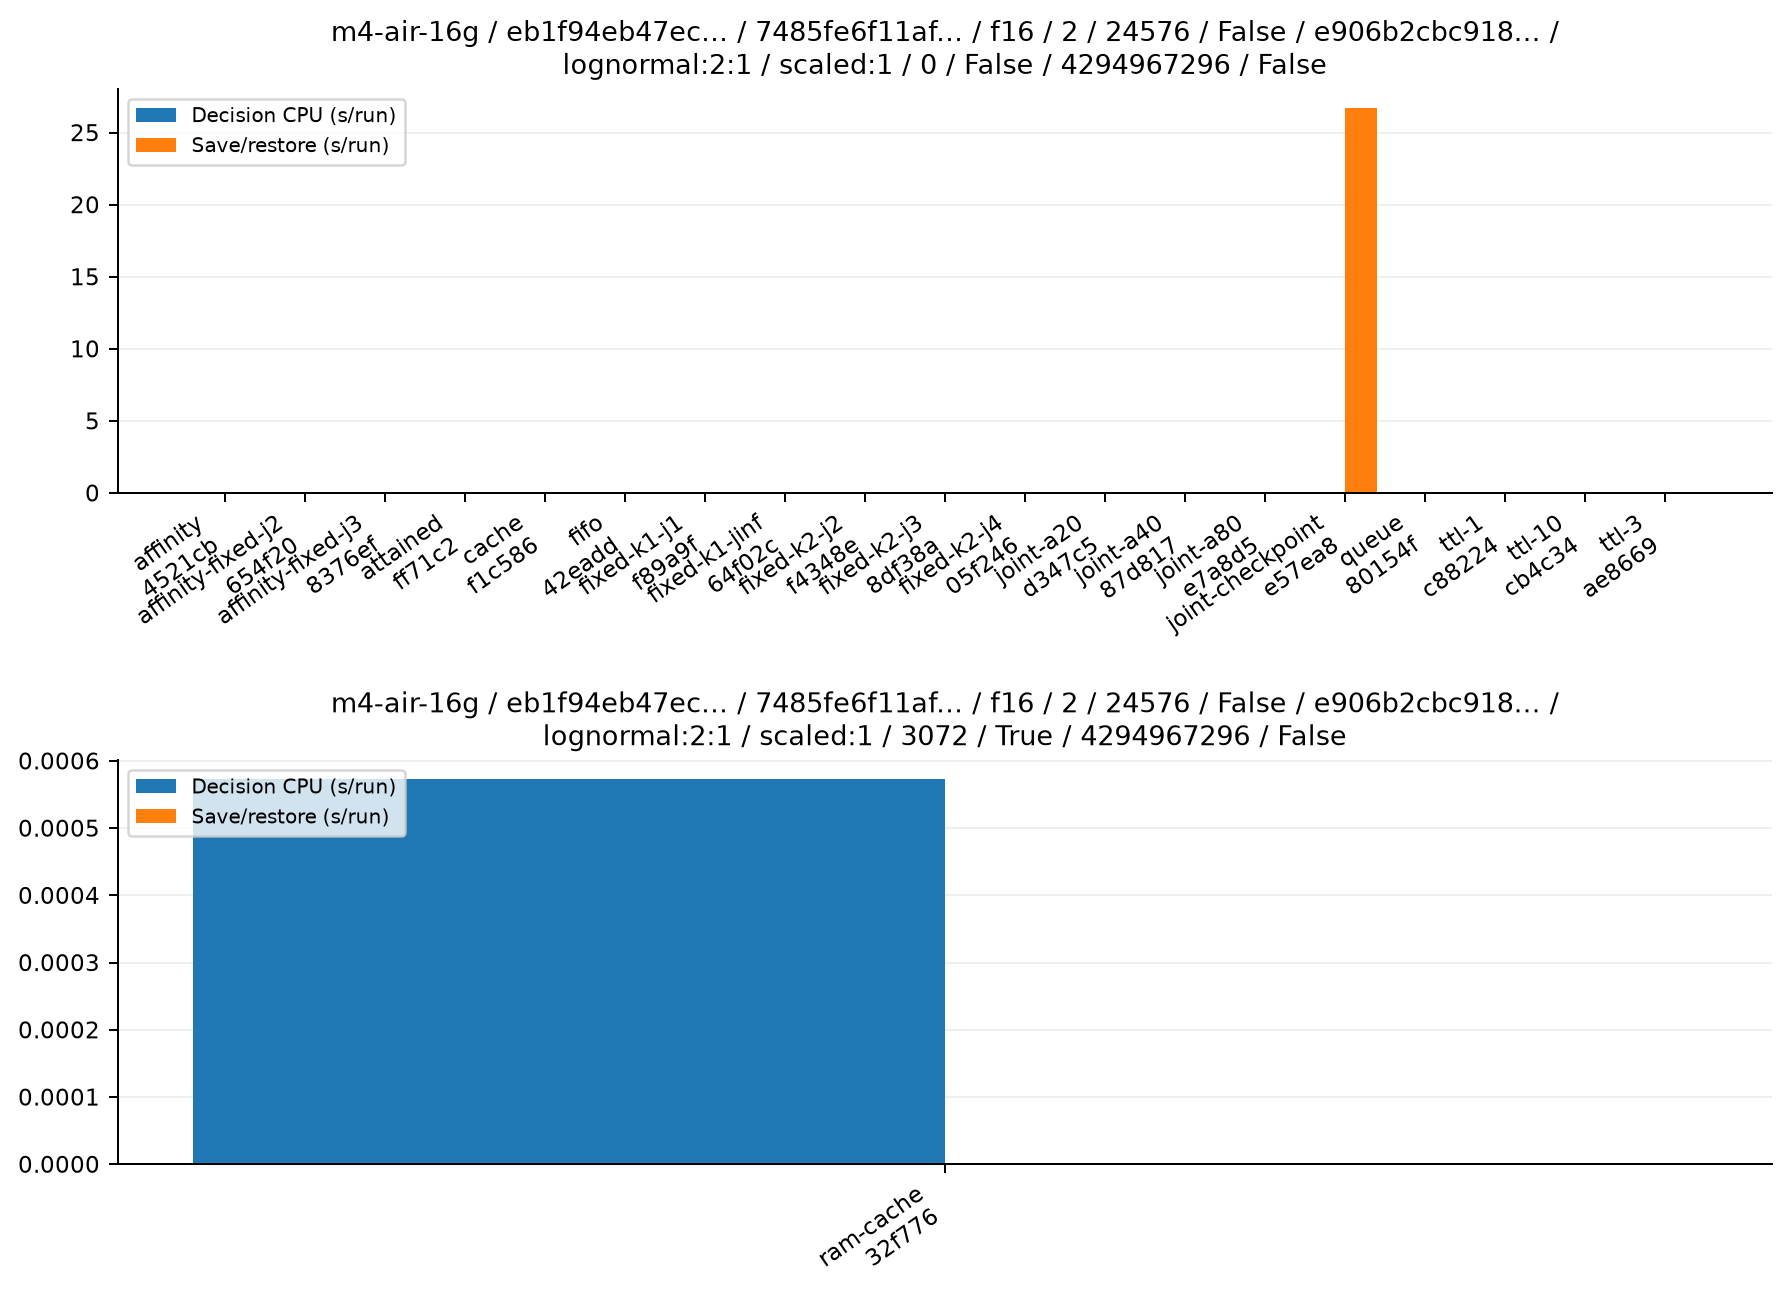 m4-air-16g / eb1f94eb47ec... / 7485fe6f11af... / f16 / 2 / 24576 / False / e906b2cbc918... /
lognormal:2:1 / scaled:1 / 0 / False / 4294967296 / False
Decision CPU (s/run)
Save/restore (s/run)
25
20
15
10
5
0
affinity
4521cb
affinity-fixed-j2
654f20
affinity-fixed-j3
8376ef
attained
ff71c2
cache
f1c586
fifo
42eadd
fixed-k1-j1
f89a9f
fixed-k1-jinf
64f02c
fixed-k2-j2
f4348e
fixed-k2-j3
8df38a
fixed-k2-j4
05f246
joint-a20
d347c5
joint-a40
87d817
joint-a80
e7a8d5
joint-checkpoint
e57ea8
queue
80154f
ttl-1
c88224
ttl-10
cb4c34
ttl-3
ae8669
m4-air-16g / eb1f94eb47ec... / 7485fe6f11af... / f16 / 2 / 24576 / False / e906b2cbc918... /
lognormal:2:1 / scaled:1 / 3072 / True / 4294967296 / False
Decision CPU (s/run)
Save/restore (s/run)
0.0006
0.0005
0.0004
0.0003
0.0002
0.0001
0.0000
ram-cache
32f776